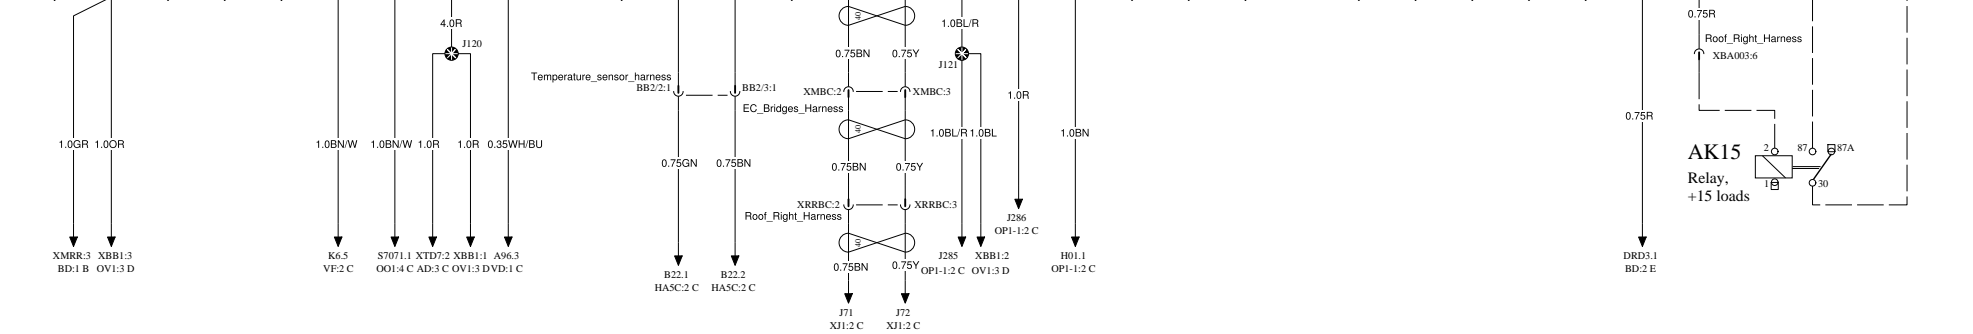 4.0R
J120
40
1.0BL/R
0.75R
Roof_Right_Harness
XBA003:6
0.75BN
0.75Y
J121
Temperature_sensor_harness
BB2/2:1
BB2/3:1
XMBC:2
XMBC:3
EC_Bridges_Harness
1.0R
0.75R
40
1.0GR
1.0OR
1.0BN/W
1.0BN/W
1.0R
1.0R
0.35WH/BU
1.0BL/R
1.0BL
1.0BN
0.75GN
0.75BN
0.75BN
0.75Y
AK15
Relay,
+15 loads
2
87
87A
1
30
XRRBC:2
XRRBC:3
Roof_Right_Harness
J286
OP1-1:2 C
40
XMRR:3
BD:1 B
XBB1:3
OV1:3 D
K6.5
VF:2 C
S7071.1
OO1:4 C
XTD7:2
AD:3 C
XBB1:1
OV1:3 D
A96.3
VD:1 C
B22.1
HA5C:2 C
B22.2
HA5C:2 C
0.75BN
0.75Y
J285
OP1-1:2 C
XBB1:2
OV1:3 D
H01.1
OP1-1:2 C
DRD3.1
BD:2 E
J71
XJ1:2 C
J72
XJ1:2 C